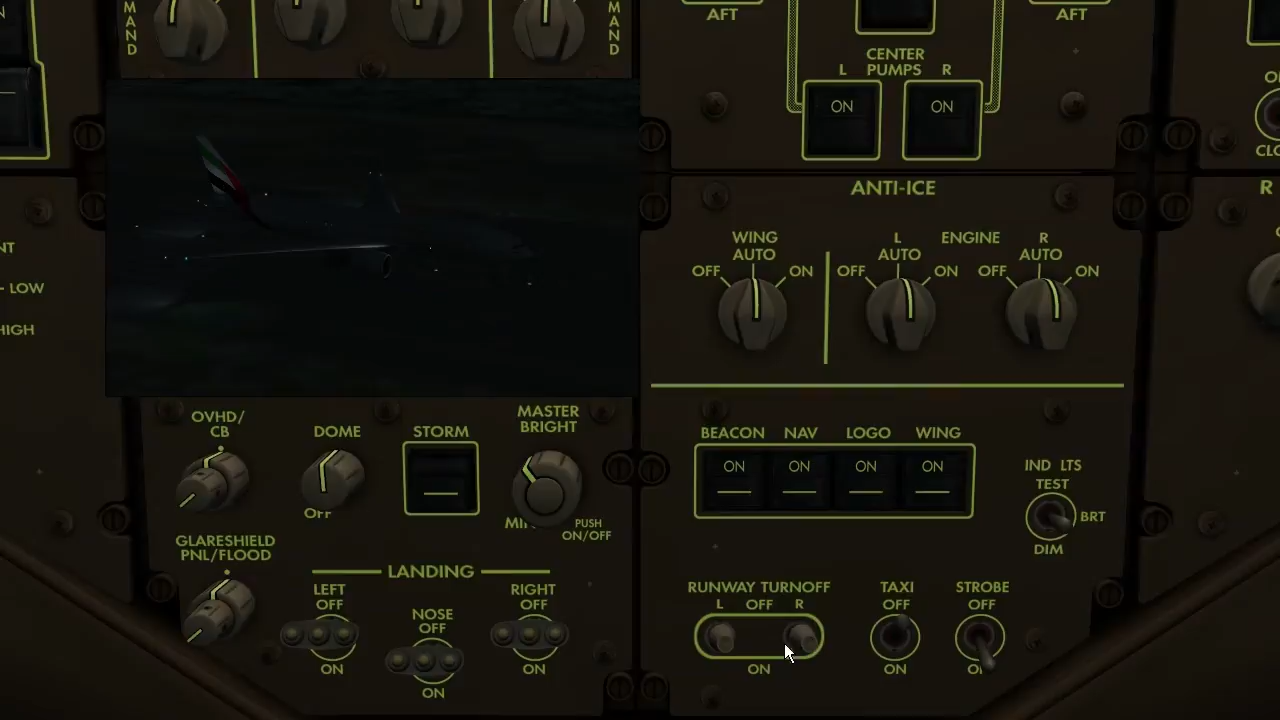 MAND
MAND
AFT
AFT
CENTER
L PUMPS R
ON
ON
ANTI-ICE
WING
AUTO
OFF
ON
L ENGINE R
AUTO
AUTO
OFF
ON
OFF
ON
LOW
HIGH
OVHD/
CB
DOME
OFF
STORM
MASTER
BRIGHT
PUSH
ON/OFF
BEACON NAV LOGO WING
ON ON ON ON
IND LTS
TEST
BRT
DIM
GLARESHIELD
PNL/FLOOD
LANDING
LEFT
OFF
ON
NOSE
OFF
ON
RIGHT
OFF
ON
RUNWAY TURNOFF
L OFF R
ON
TAXI
OFF
ON
STROBE
OFF
R